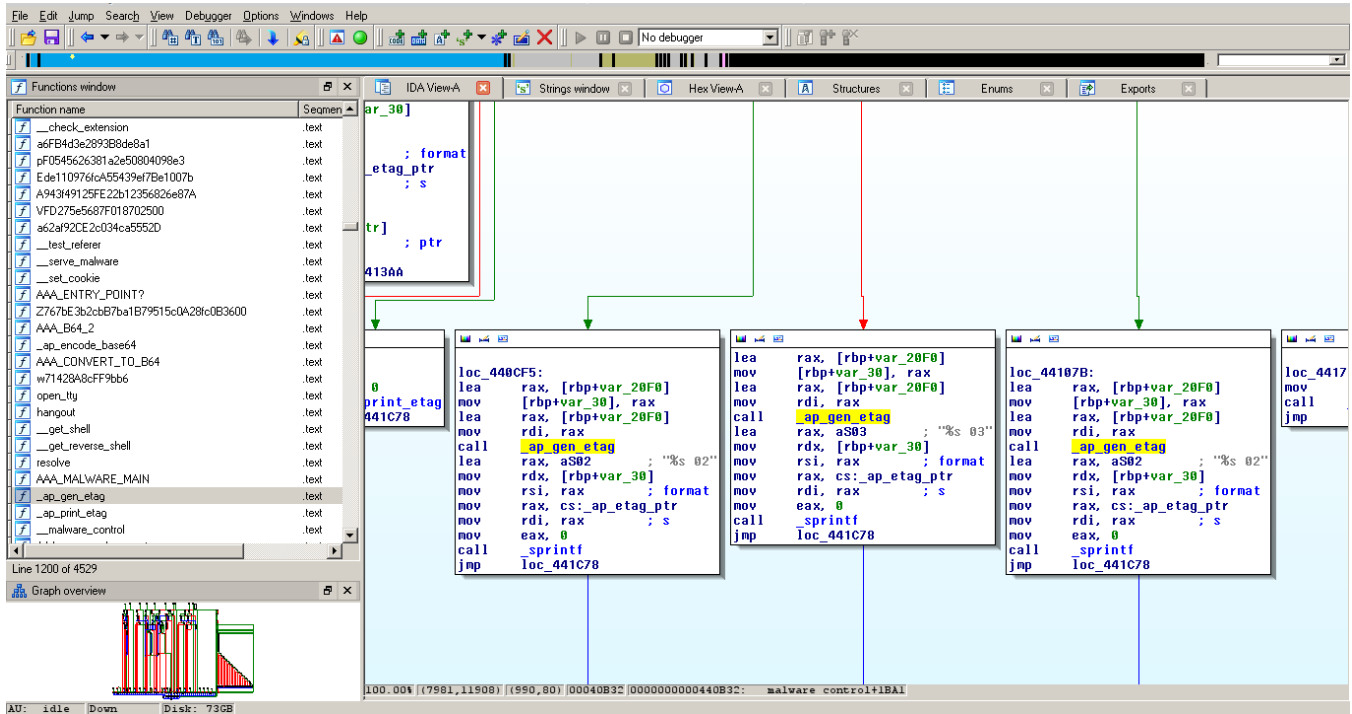 File Edit Jump Search View Debugger Options Windows Help
No debugger
Functions window
IDA View-A Strings window Hex View-A Structures Enums Exports
Function name Segmen
__check_extension .text
a6FB4d3e2893B8de8a1 .text
pF0545626381a2e50804098e3 .text
Ede110976fcA55439ef7Be1007b .text
A943f49125FE22b12356826e87A .text
VFD275e5687F018702500 .text
a62af92CE2c034ca5552D .text
__test_referer .text
__serve_malware .text
__set_cookie .text
AAA_ENTRY_POINT? .text
Z767bE3b2cbB7ba1B79515c0A28fc0B3600 .text
AAA_B64_2 .text
_ap_encode_base64 .text
AAA_CONVERT_TO_B64 .text
w71428A8cFF9bb6 .text
open_tty .text
hangout .text
__get_shell .text
__get_reverse_shell .text
resolve .text
AAA_MALWARE_MAIN .text
_ap_gen_etag .text
_ap_print_etag .text
__malware_control .text
Line 1200 of 4529
Graph overview
ar_30]
; format
_etag_ptr
; s
tr]
; ptr
413AA
0
print_etag
441C78
loc_440CF5:
lea rax, [rbp+var_20F0]
mov [rbp+var_30], rax
lea rax, [rbp+var_20F0]
mov rdi, rax
call _ap_gen_etag
lea rax, aS02 ; "%s 02"
mov rdx, [rbp+var_30]
mov rsi, rax ; format
mov rax, cs:_ap_etag_ptr
mov rdi, rax ; s
mov eax, 0
call _sprintf
jmp loc_441C78
lea rax, [rbp+var_20F0]
mov [rbp+var_30], rax
lea rax, [rbp+var_20F0]
mov rdi, rax
call _ap_gen_etag
lea rax, aS03 ; "%s 03"
mov rdx, [rbp+var_30]
mov rsi, rax ; format
mov rax, cs:_ap_etag_ptr
mov rdi, rax ; s
mov eax, 0
call _sprintf
jmp loc_441C78
loc_44107B:
lea rax, [rbp+var_20F0]
mov [rbp+var_30], rax
lea rax, [rbp+var_20F0]
mov rdi, rax
call _ap_gen_etag
lea rax, aS02 ; "%s 02"
mov rdx, [rbp+var_30]
mov rsi, rax ; format
mov rax, cs:_ap_etag_ptr
mov rdi, rax ; s
mov eax, 0
call _sprintf
jmp loc_441C78
loc_4417
mov
call
jmp
100.00% (7981,11908) (990,80) 00040B32 0000000000440B32: malware control+1BA1
AU: idle Down Disk: 73GB